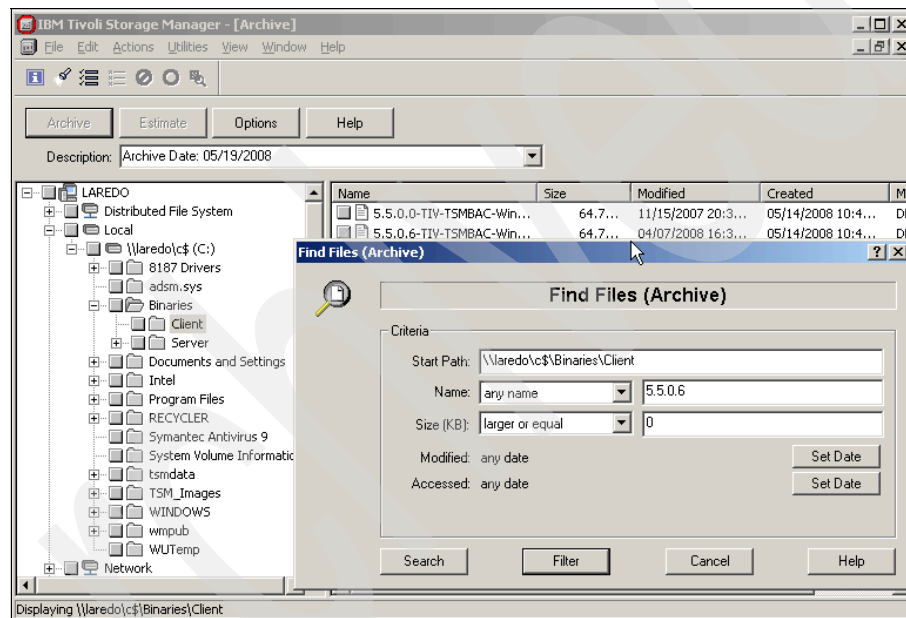 IBM Tivoli Storage Manager - [Archive]
File Edit Actions Utilities View Window Help
Archive Estimate Options Help
Description: Archive Date: 05/19/2008
LAREDO
Distributed File System
Local
\\laredo\c$ (C:)
8187 Drivers
adsm.sys
Binaries
Client
Server
Documents and Settings
Intel
Program Files
RECYCLER
Symantec Antivirus 9
System Volume Informatic
tsmdata
TSM_Images
WINDOWS
wmpub
WUTemp
Network
Name Size Modified Created M
5.5.0.0-TIV-TSMBAC-Win... 64.7... 11/15/2007 20:3... 05/14/2008 10:4...
5.5.0.6-TIV-TSMBAC-Win... 64.7... 04/07/2008 16:3... 05/14/2008 10:4...
Find Files (Archive)
Find Files (Archive)
Criteria
Start Path: \\laredo\c$\Binaries\Client
Name: any name 5.5.0.6
Size (KB): larger or equal 0
Modified: any date Set Date
Accessed: any date Set Date
Search Filter Cancel Help
Displaying \\laredo\c$\Binaries\Client